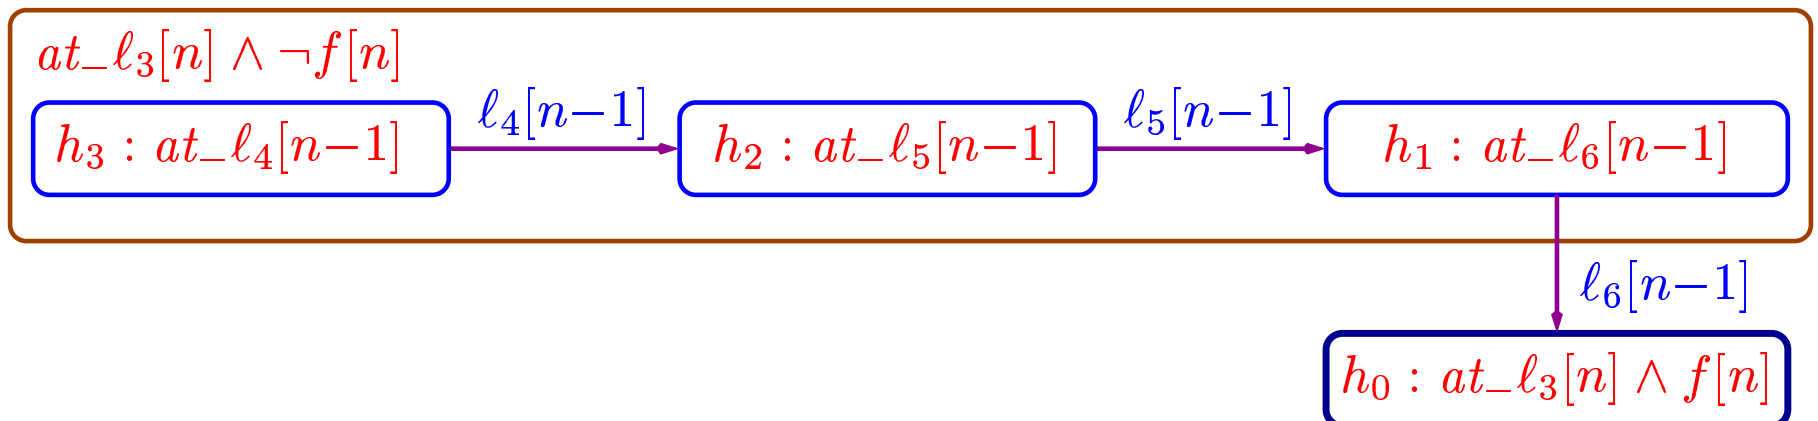 at_ℓ₃[n] ∧ ¬f[n]
ℓ₄[n−1]
ℓ₅[n−1]
h₃ : at_ℓ₄[n−1]
h₂ : at_ℓ₅[n−1]
h₁ : at_ℓ₆[n−1]
ℓ₆[n−1]
h₀ : at_ℓ₃[n] ∧ f[n]